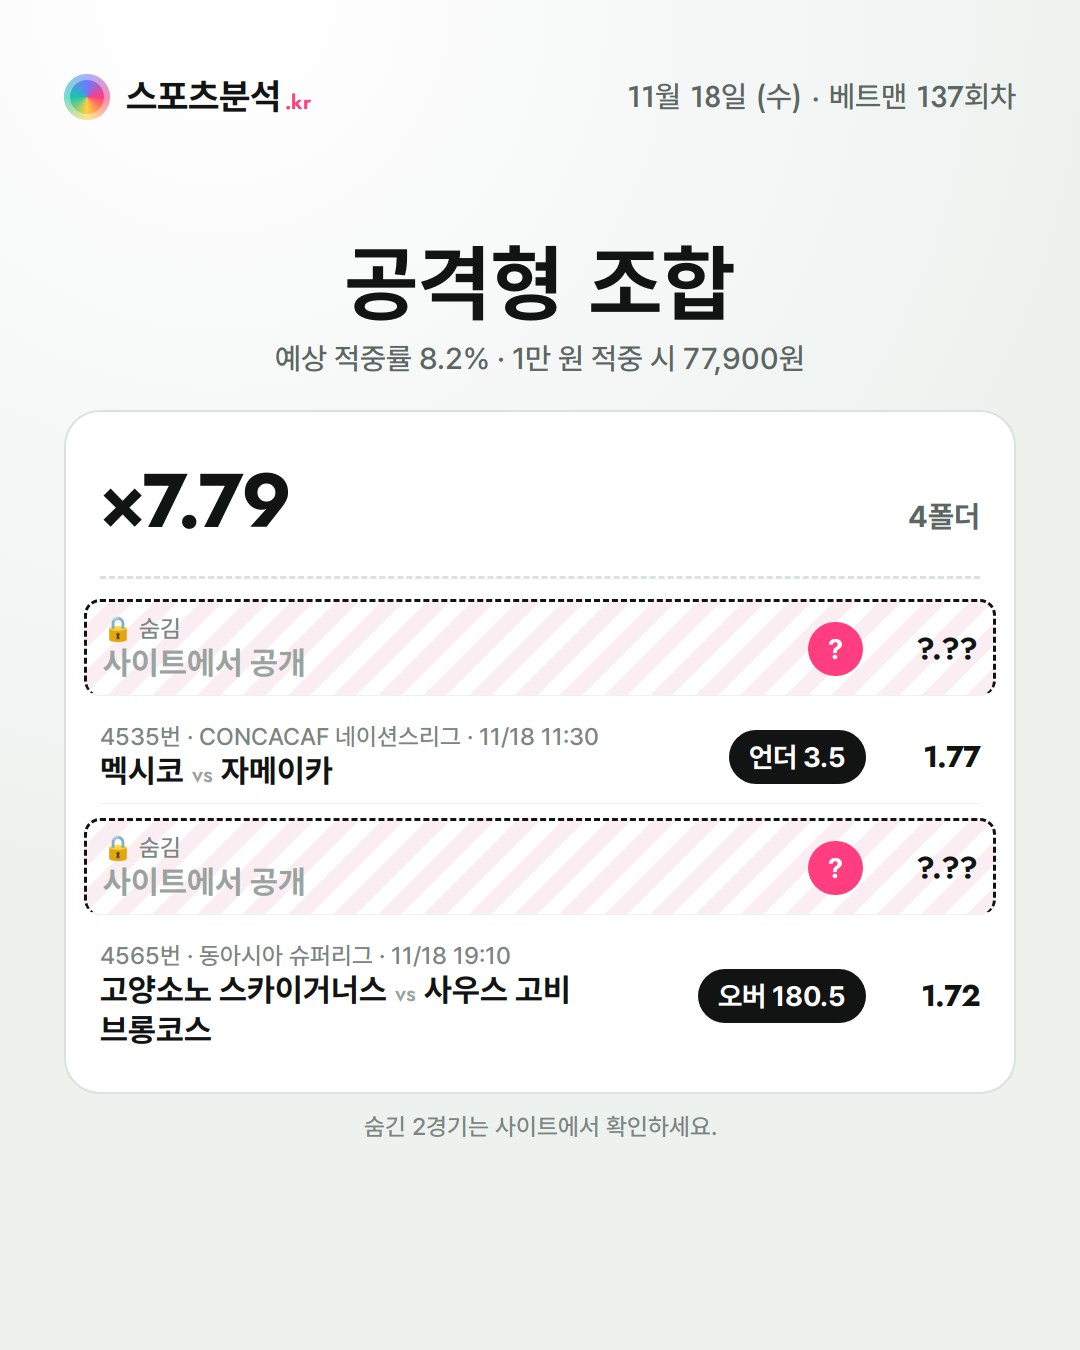 스포츠분석.kr
11월 18일 (수) · 베트맨 137회차
공격형 조합
예상 적중률 8.2% · 1만 원 적중 시 77,900원
×7.79
4폴더
🔒 숨김
사이트에서 공개
?
?.??
4535번 · CONCACAF 네이션스리그 · 11/18 11:30
멕시코 vs 자메이카
언더 3.5
1.77
🔒 숨김
사이트에서 공개
?
?.??
4565번 · 동아시아 슈퍼리그 · 11/18 19:10
고양소노 스카이거너스 vs 사우스 고비
브롱코스
오버 180.5
1.72
숨긴 2경기는 사이트에서 확인하세요.